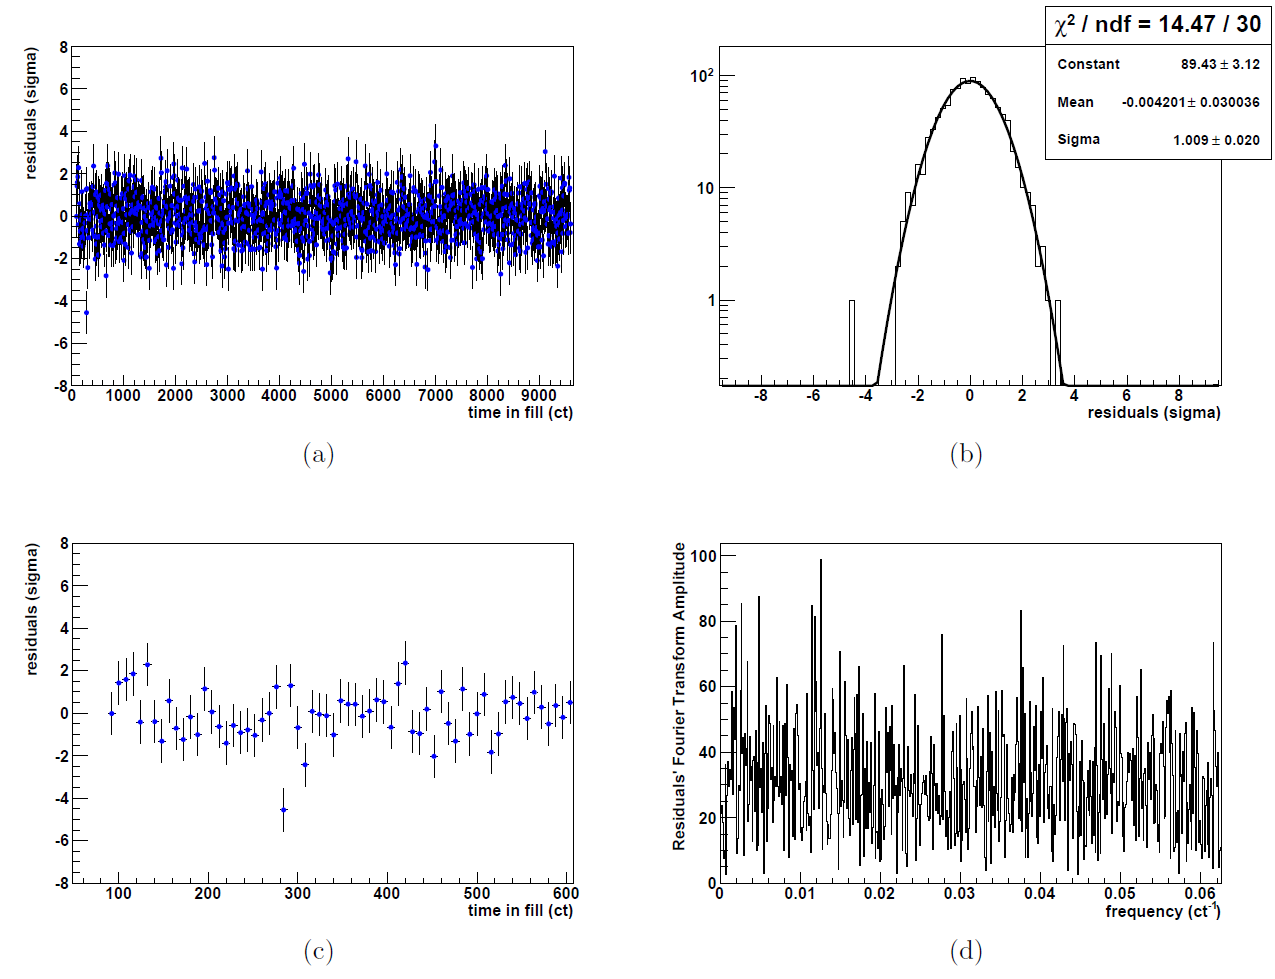 χ² / ndf = 14.47 / 30
Constant 89.43 ± 3.12
Mean -0.004201 ± 0.030036
Sigma 1.009 ± 0.020
residuals (sigma)
8
6
4
2
0
-2
-4
-6
-8
0 1000 2000 3000 4000 5000 6000 7000 8000 9000
time in fill (ct)
(a)
10²
10
1
-8 -6 -4 -2 0 2 4 6 8
residuals (sigma)
(b)
residuals (sigma)
8
6
4
2
0
-2
-4
-6
-8
100 200 300 400 500 600
time in fill (ct)
(c)
Residuals' Fourier Transform Amplitude
100
80
60
40
20
0
0 0.01 0.02 0.03 0.04 0.05 0.06
frequency (ct⁻¹)
(d)